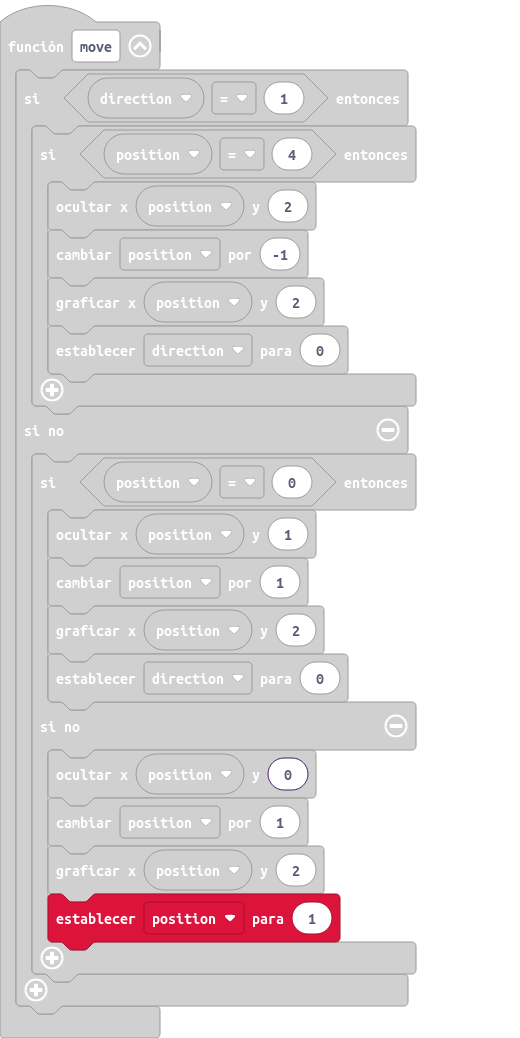 función move
si direction = 1 entonces
si position = 4 entonces
ocultar x position y 2
cambiar position por -1
graficar x position y 2
establecer direction para 0
si no
si position = 0 entonces
ocultar x position y 1
cambiar position por 1
graficar x position y 2
establecer direction para 0
si no
ocultar x position y 0
cambiar position por 1
graficar x position y 2
establecer position para 1